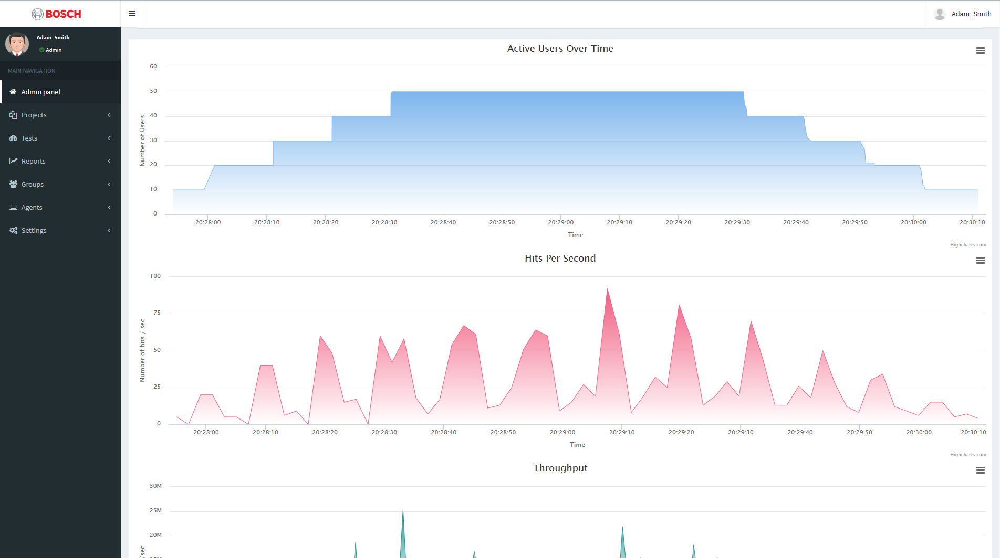 BOSCH
Adam_Smith
Adam_Smith
Admin
MAIN NAVIGATION
Admin panel
Projects
Tests
Reports
Groups
Agents
Settings
Active Users Over Time
Number of Users
60
50
40
30
20
10
0
20:28:00 20:28:10 20:28:20 20:28:30 20:28:40 20:28:50 20:29:00 20:29:10 20:29:20 20:29:30 20:29:40 20:29:50 20:30:00 20:30:10
Time
Highcharts.com
Hits Per Second
Number of hits / sec
100
75
50
25
0
20:28:00 20:28:10 20:28:20 20:28:30 20:28:40 20:28:50 20:29:00 20:29:10 20:29:20 20:29:30 20:29:40 20:29:50 20:30:00 20:30:10
Time
Highcharts.com
Throughput
30M
25M
20M
/sec